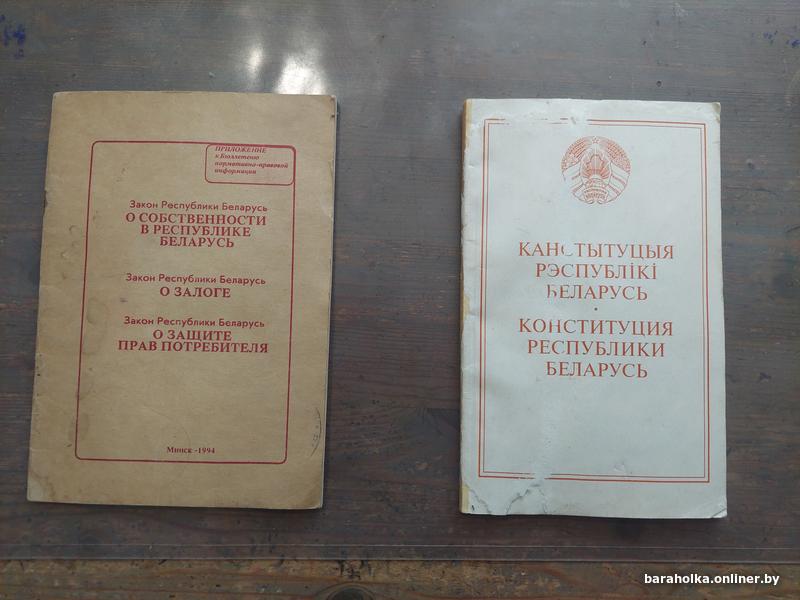 ПРИЛОЖЕНИЕ
к Бюллетеню
нормативно-правовой
информации
Закон Республики Беларусь
О СОБСТВЕННОСТИ
В РЕСПУБЛИКЕ
БЕЛАРУСЬ
Закон Республики Беларусь
О ЗАЛОГЕ
Закон Республики Беларусь
О ЗАЩИТЕ
ПРАВ ПОТРЕБИТЕЛЯ
Минск -1994
КАНСТЫТУЦЫЯ
РЭСПУБЛІКІ
БЕЛАРУСЬ
КОНСТИТУЦИЯ
РЕСПУБЛИКИ
БЕЛАРУСЬ
baraholka.onliner.by